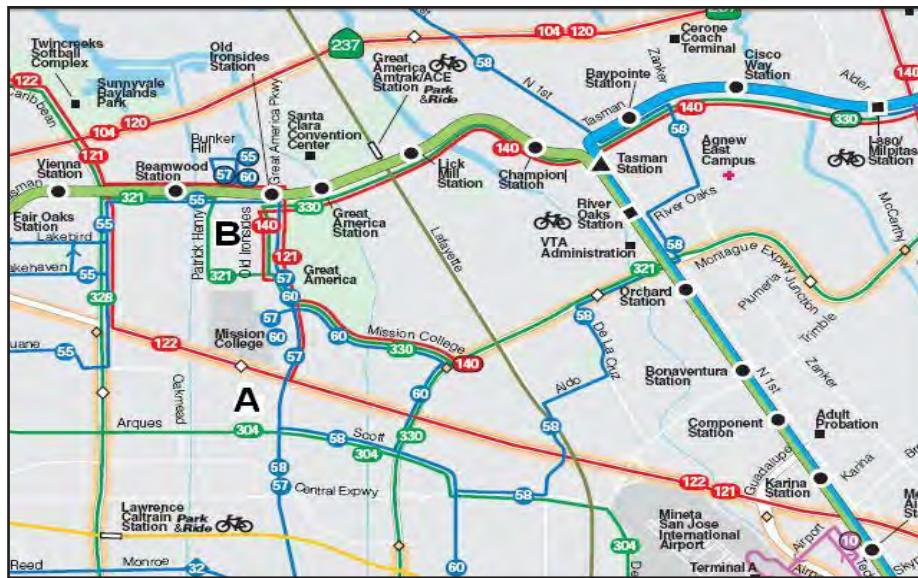 237
237
Twincreeks
Softball
Complex
Old
Ironsides
Station
Great
America
Amtrak/ACE
Station
Park
&Ride
104
120
Cerone
Coach
Terminal
Cisco
Way
Station
58
N 1st
Zanker
122
Caribbean
Sunnyvale
Baylands
Park
Great America Pkwy
Baypointe
Station
Alder
140
104
120
Santa
Clara
Convention
Center
Tasman
140
330
121
Bunker
Hill
55
57
60
58
Agnew
East
Campus
I-880/
Milpitas
Station
Vienna
Station
Reamwood
Station
140
Lick
Mill
Station
Champion
Station
Tasman
Station
321
55
330
Great
America
Station
River
Oaks
Station
River Oaks
McCarthy
Fair Oaks
Station
55
Patrick Henry
B
Old Ironsides
140
121
Lafayette
VTA
Administration
58
Lakebird
321
57
Great
America
321
Montague Expwy
Junction
55
328
60
Orchard
Station
Plumeria
57
60
Mission
College
Mission College
60
330
58
De La Cruz
Trimble
122
57
140
Zanker
55
60
Aldo
Bonaventura
Station
N 1st
Oakmead
A
Arques
304
58
Scott
304
330
58
Component
Station
Adult
Probation
58
57
Central Expwy
58
122
121
Guadalupe
Karina
Station
Karina
Lawrence
Caltrain
Station
Park
&Ride
Mineta
San Jose
International
Airport
304
Airport
10
Reed
Monroe
32
60
Terminal A